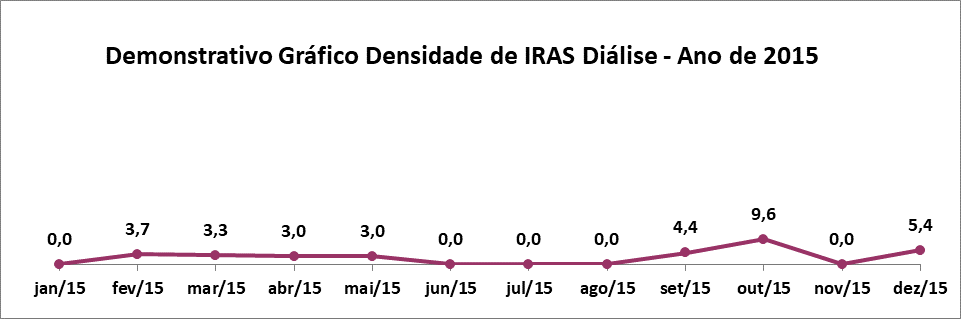 Demonstrativo Gráfico Densidade de IRAS Diálise - Ano de 2015
0,0 3,7 3,3 3,0 3,0 0,0 0,0 0,0 4,4 9,6 0,0 5,4
jan/15 fev/15 mar/15 abr/15 mai/15 jun/15 jul/15 ago/15 set/15 out/15 nov/15 dez/15